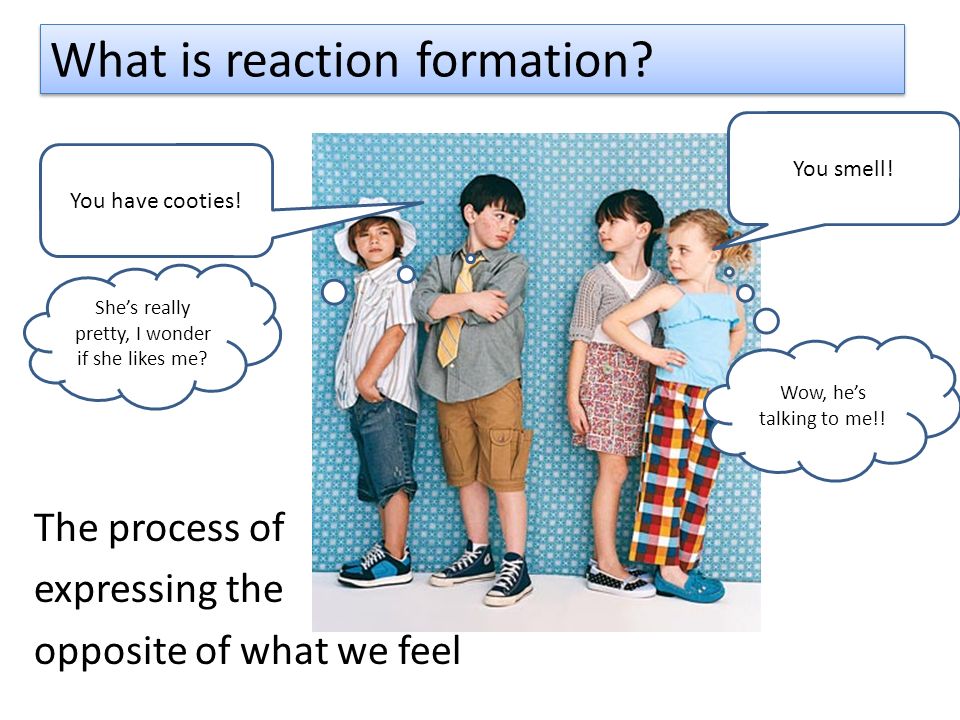 What is reaction formation?
You have cooties!
You smell!
She’s really
pretty, I wonder
if she likes me?
Wow, he’s
talking to me!!
The process of
expressing the
opposite of what we feel